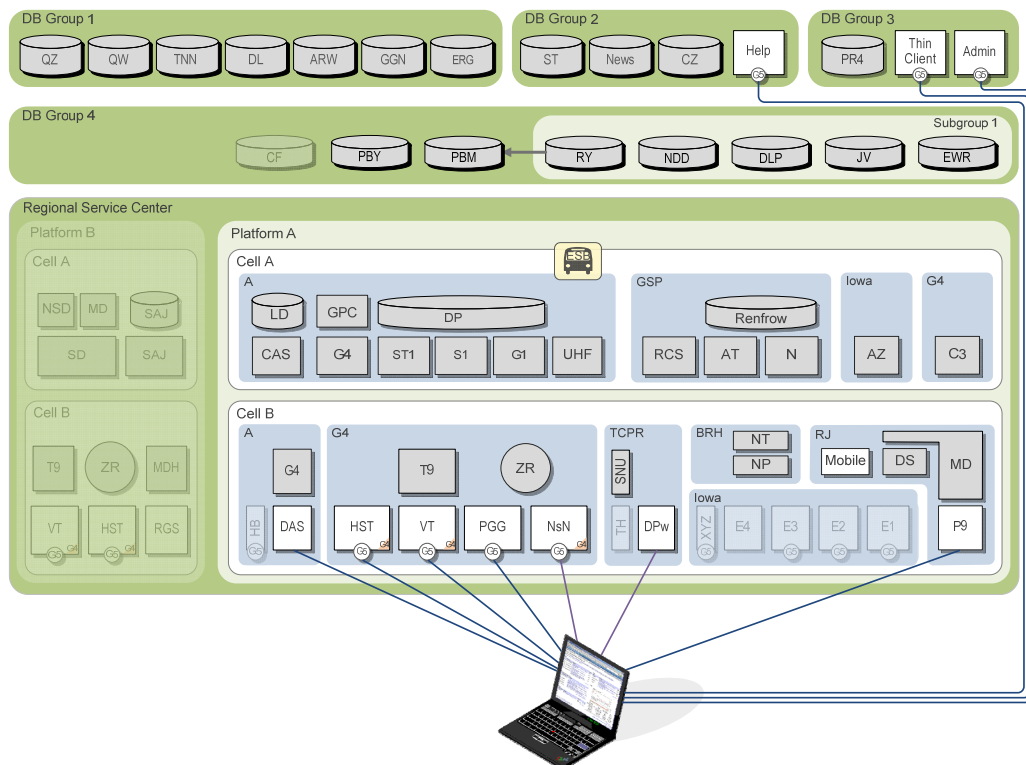 DB Group 1
QZ
QW
TNN
DL
ARW
GGN
ERG
DB Group 2
ST
News
CZ
Help
G5
DB Group 3
PR4
Thin
Client
G5
Admin
G5
DB Group 4
CF
PBY
PBM
Subgroup 1
RY
NDD
DLP
JV
EWR
Regional Service Center
Platform B
Cell A
NSD
MD
SAJ
SD
SAJ
Cell B
T9
ZR
MDH
VT
G4
G5
HST
G4
G5
RGS
Platform A
Cell A
ESB
A
LD
GPC
DP
CAS
G4
ST1
S1
G1
UHF
GSP
Renfrow
RCS
AT
N
Iowa
AZ
G4
C3
Cell B
A
G4
HB
G5
DAS
G4
T9
ZR
HST
G4
G5
VT
G4
G5
PGG
G5
NsN
G4
G5
TCPR
SNU
TH
DPw
BRH
NT
NP
RJ
Mobile
DS
MD
P9
Iowa
XYZ
G5
E4
E3
G5
E2
G5
E1
G5